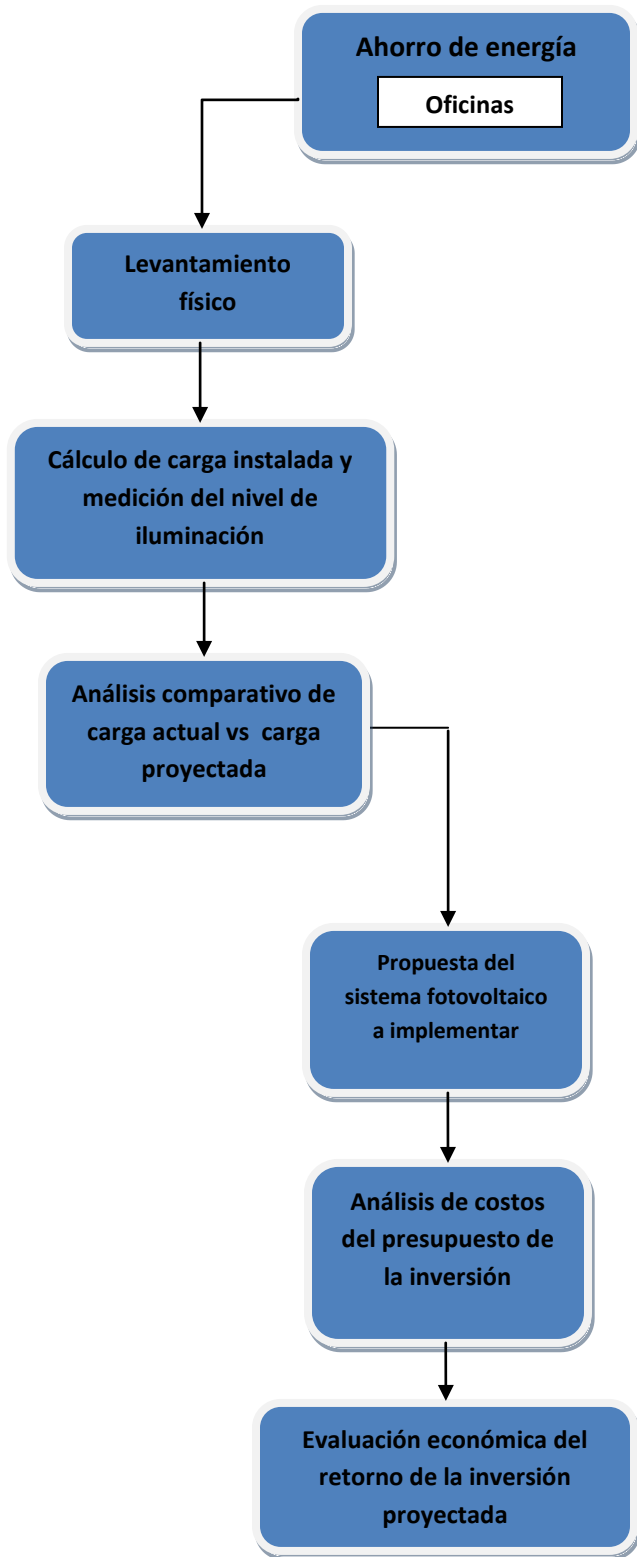 Ahorro de energía
Oficinas
Levantamiento
físico
Cálculo de carga instalada y
medición del nivel de
iluminación
Análisis comparativo de
carga actual vs carga
proyectada
Propuesta del
sistema fotovoltaico
a implementar
Análisis de costos
del presupuesto de
la inversión
Evaluación económica del
retorno de la inversión
proyectada